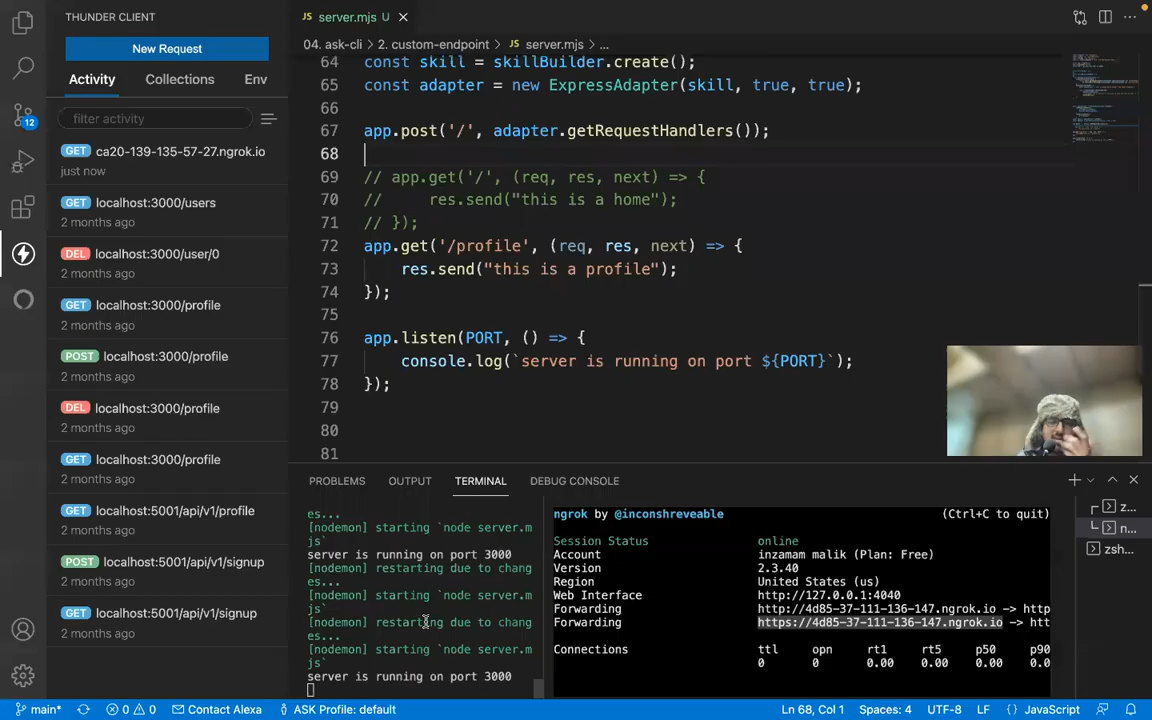 THUNDER CLIENT
New Request
Activity
Collections
Env
filter activity
GET ca20-139-135-57-27.ngrok.io
just now
GET localhost:3000/users
2 months ago
DEL localhost:3000/user/0
2 months ago
GET localhost:3000/profile
2 months ago
POST localhost:3000/profile
2 months ago
DEL localhost:3000/profile
2 months ago
GET localhost:3000/profile
2 months ago
GET localhost:5001/api/v1/profile
2 months ago
POST localhost:5001/api/v1/signup
2 months ago
GET localhost:5001/api/v1/signup
2 months ago
12
JS server.mjs U
04. ask-cli > 2. custom-endpoint > JS server.mjs > ...
64 const skill = skillBuilder.create();
65 const adapter = new ExpressAdapter(skill, true, true);
66
67 app.post('/', adapter.getRequestHandlers());
68
69 // app.get('/', (req, res, next) => {
70 //     res.send("this is a home");
71 // });
72 app.get('/profile', (req, res, next) => {
73     res.send("this is a profile");
74 });
75
76 app.listen(PORT, () => {
77     console.log(`server is running on port ${PORT}`);
78 });
79
80
81
PROBLEMS
OUTPUT
TERMINAL
DEBUG CONSOLE
es...
[nodemon] starting `node server.m
js`
server is running on port 3000
[nodemon] restarting due to chang
es...
[nodemon] starting `node server.m
js`
[nodemon] restarting due to chang
es...
[nodemon] starting `node server.m
js`
server is running on port 3000
ngrok by @inconshreveable (Ctrl+C to quit)
Session Status online
Account inzamam malik (Plan: Free)
Version 2.3.40
Region United States (us)
Web Interface http://127.0.0.1:4040
Forwarding http://4d85-37-111-136-147.ngrok.io -> http
Forwarding https://4d85-37-111-136-147.ngrok.io -> htt
Connections ttl opn rt1 rt5 p50 p90
0 0 0.00 0.00 0.00 0.0
z...
n...
zsh...
main*
0 0
Contact Alexa
ASK Profile: default
Ln 68, Col 1
Spaces: 4
UTF-8
LF
{} JavaScript